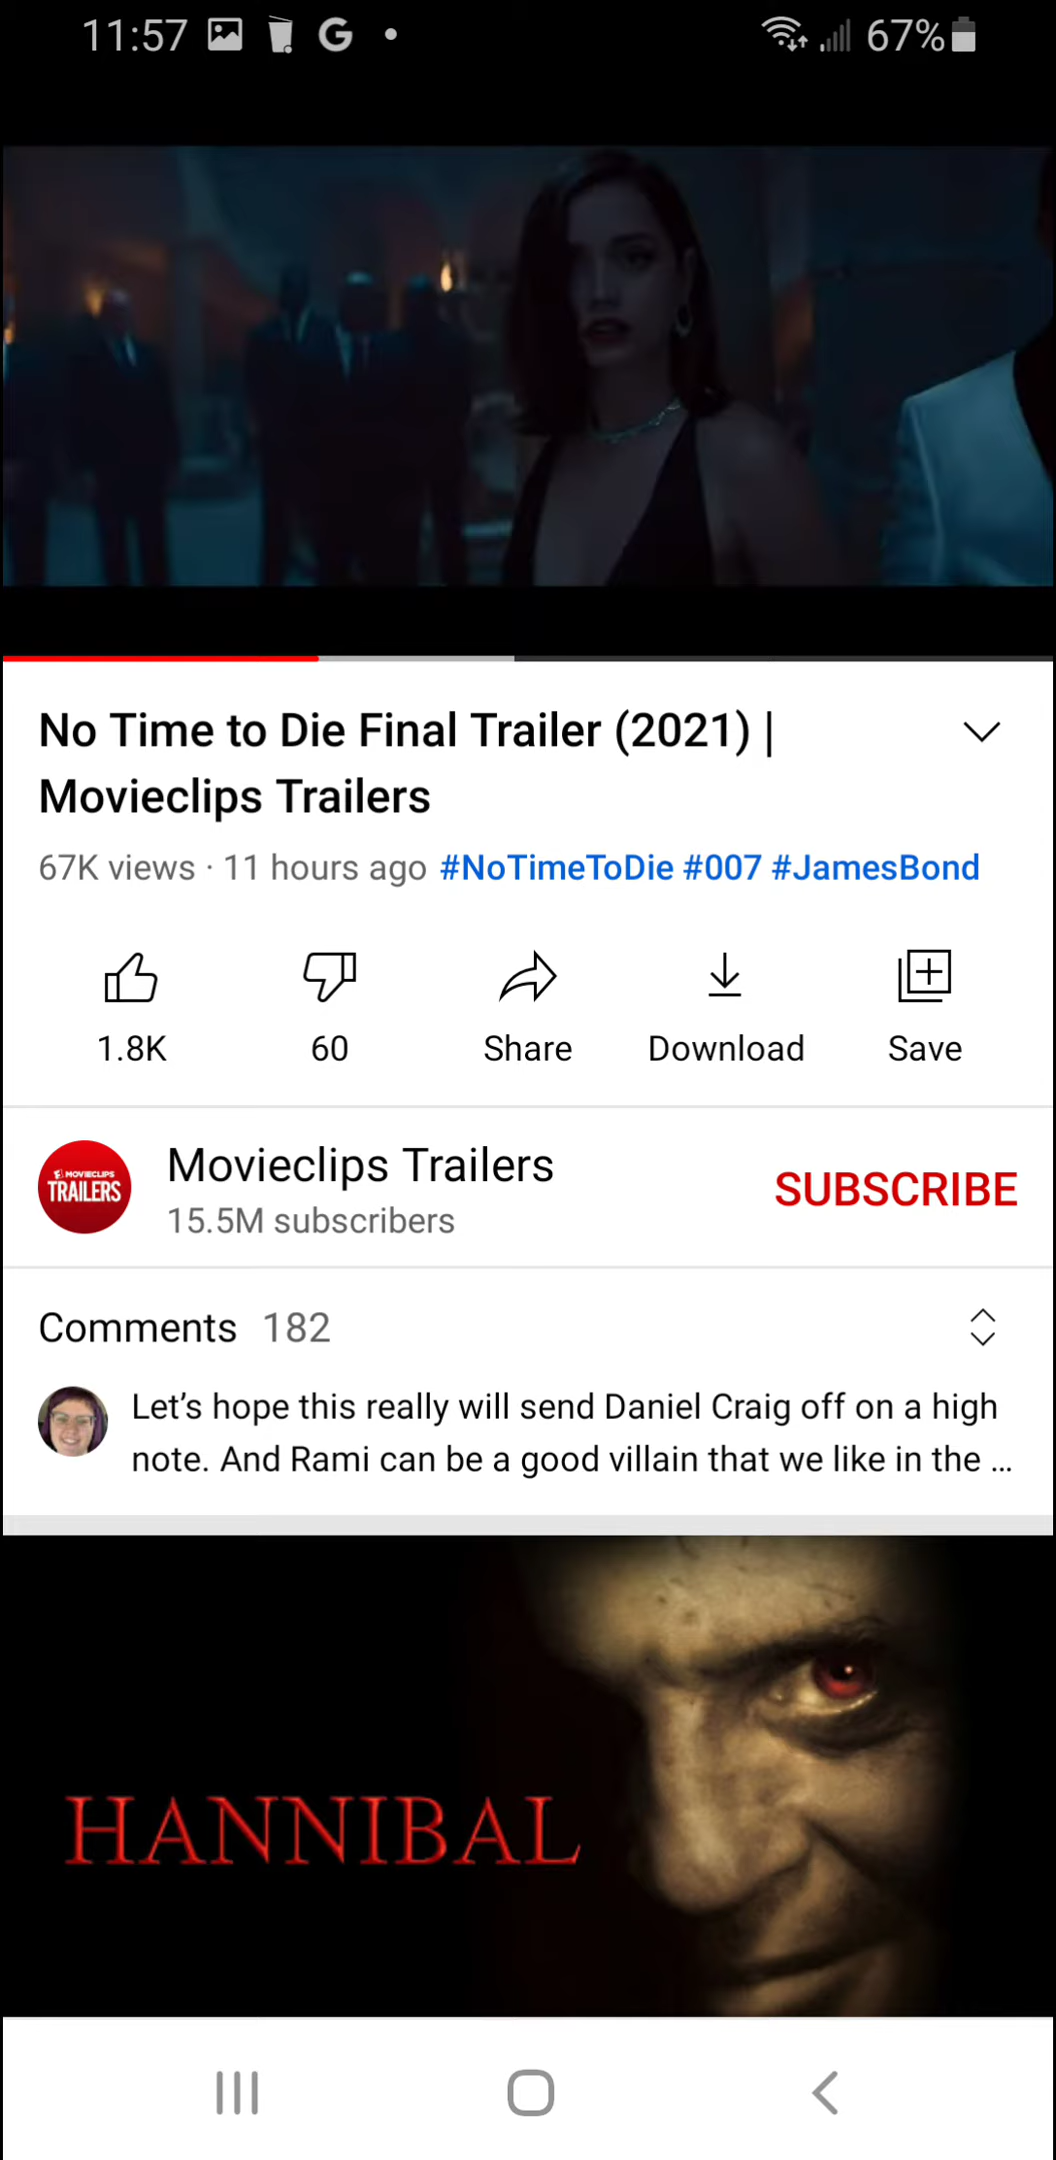 11:57 G 67%
No Time to Die Final Trailer (2021) |
Movieclips Trailers
67K views · 11 hours ago #NoTimeToDie #007 #JamesBond
1.8K 60 Share Download Save
MOVIECLIPS
TRAILERS
Movieclips Trailers
15.5M subscribers
SUBSCRIBE
Comments 182
Let’s hope this really will send Daniel Craig off on a high
note. And Rami can be a good villain that we like in the ...
HANNIBAL